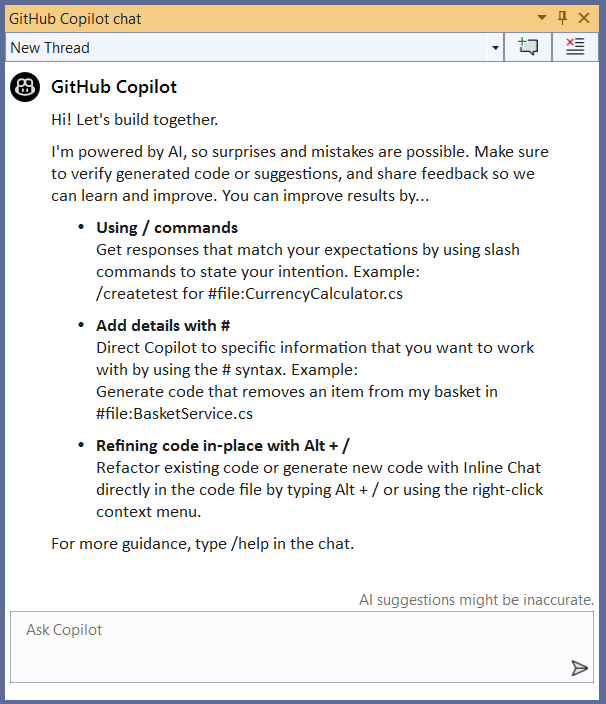 GitHub Copilot chat
New Thread
GitHub Copilot
Hi! Let's build together.
I'm powered by AI, so surprises and mistakes are possible. Make sure
to verify generated code or suggestions, and share feedback so we
can learn and improve. You can improve results by...
• Using / commands
Get responses that match your expectations by using slash
commands to state your intention. Example:
/createtest for #file:CurrencyCalculator.cs
• Add details with #
Direct Copilot to specific information that you want to work
with by using the # syntax. Example:
Generate code that removes an item from my basket in
#file:BasketService.cs
• Refining code in-place with Alt + /
Refactor existing code or generate new code with Inline Chat
directly in the code file by typing Alt + / or using the right-click
context menu.
For more guidance, type /help in the chat.
AI suggestions might be inaccurate.
Ask Copilot